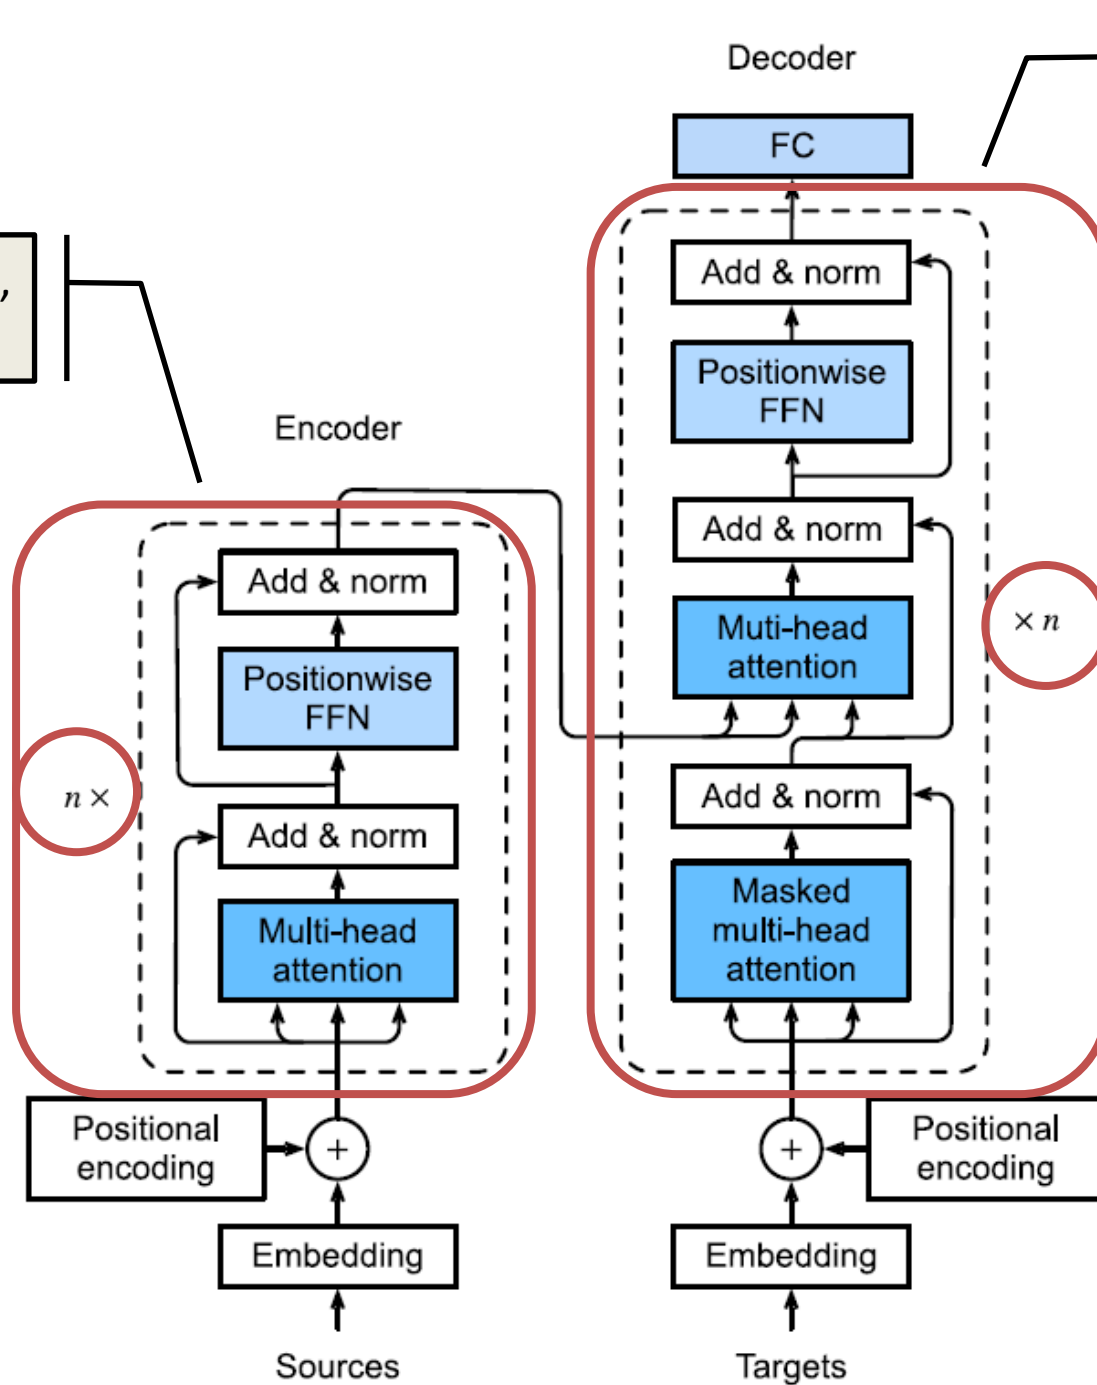 Decoder
FC
Add & norm
Positionwise
FFN
Add & norm
Muti-head
attention
× n
Add & norm
Masked
multi-head
attention
Positional
encoding
+
Embedding
Targets
,
Encoder
Add & norm
Positionwise
FFN
n ×
Add & norm
Multi-head
attention
Positional
encoding
+
Embedding
Sources